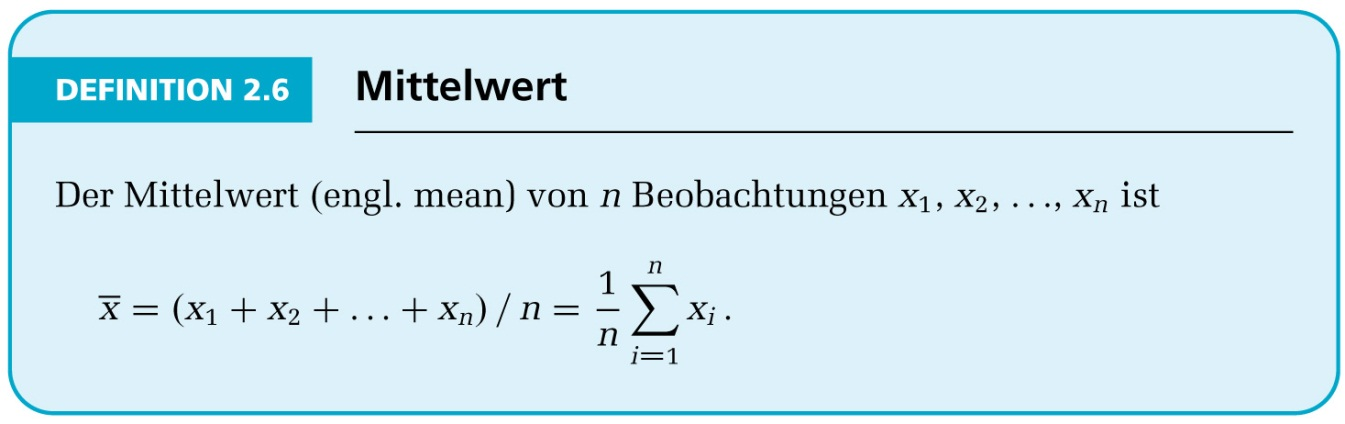 DEFINITION 2.6 Mittelwert
Der Mittelwert (engl. mean) von n Beobachtungen x₁, x₂, ..., xₙ ist
x̅ = (x₁ + x₂ + ... + xₙ) / n = 1/n ∑ᵢ₌₁ⁿ xᵢ .